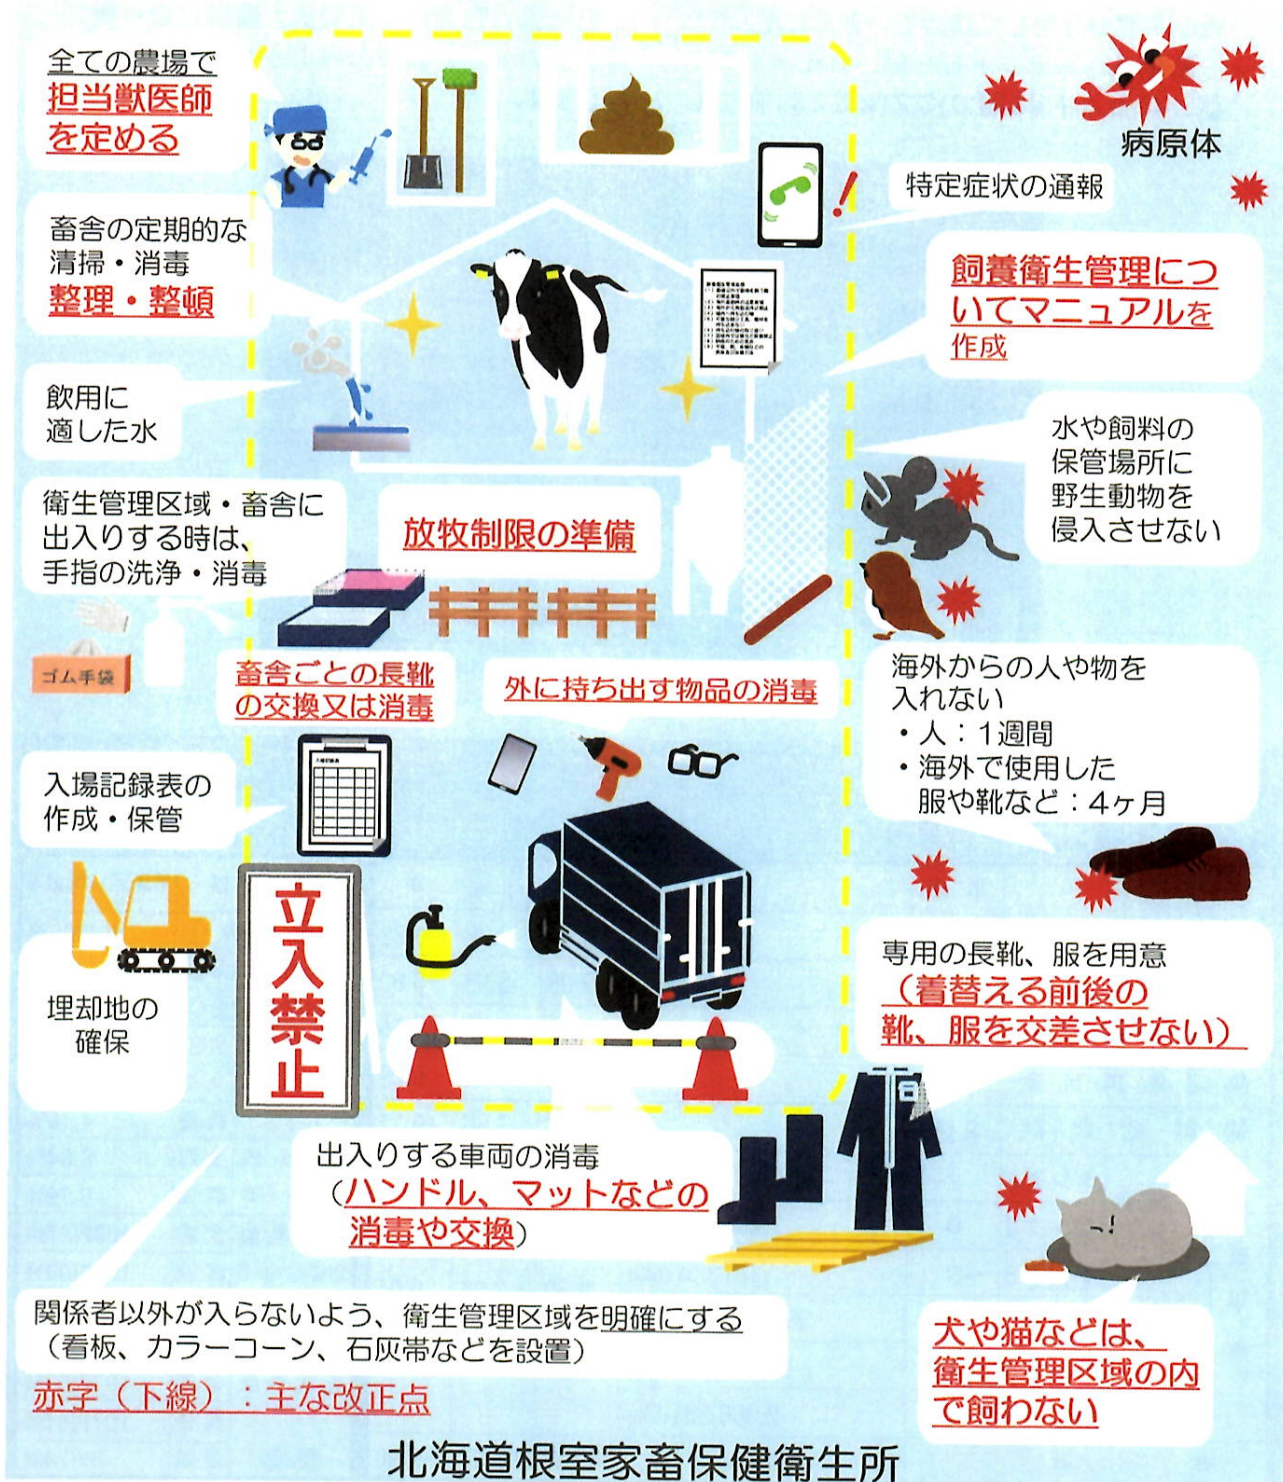 全ての農場で
担当獣医師
を定める
病原体
特定症状の通報
畜舎の定期的な
清掃・消毒
整理・整頓
飼養衛生管理につ
いてマニュアルを
作成
飲用に
適した水
水や飼料の
保管場所に
野生動物を
侵入させない
衛生管理区域・畜舎に
出入りする時は、
手指の洗浄・消毒
放牧制限の準備
ゴム手袋
畜舎ごとの長靴
の交換又は消毒
外に持ち出す物品の消毒
海外からの人や物を
入れない
・人：1週間
・海外で使用した
服や靴など：4ヶ月
入場記録表の
作成・保管
入場記録表
立入禁止
埋却地の
確保
専用の長靴、服を用意
（着替える前後の
靴、服を交差させない）
出入りする車両の消毒
（ハンドル、マットなどの
消毒や交換）
関係者以外が入らないよう、衛生管理区域を明確にする
（看板、カラーコーン、石灰帯などを設置）
犬や猫などは、
衛生管理区域の内
で飼わない
赤字（下線）：主な改正点
北海道根室家畜保健衛生所